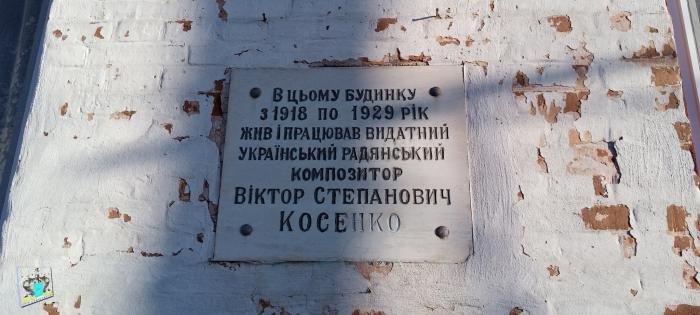 В ЦЬОМУ БУДИНКУ
З 1918 ПО 1929 РІК
ЖИВ І ПРАЦЮВАВ ВИДАТНИЙ
УКРАЇНСЬКИЙ РАДЯНСЬКИЙ
КОМПОЗИТОР
ВІКТОР СТЕПАНОВИЧ
КОСЕНКО